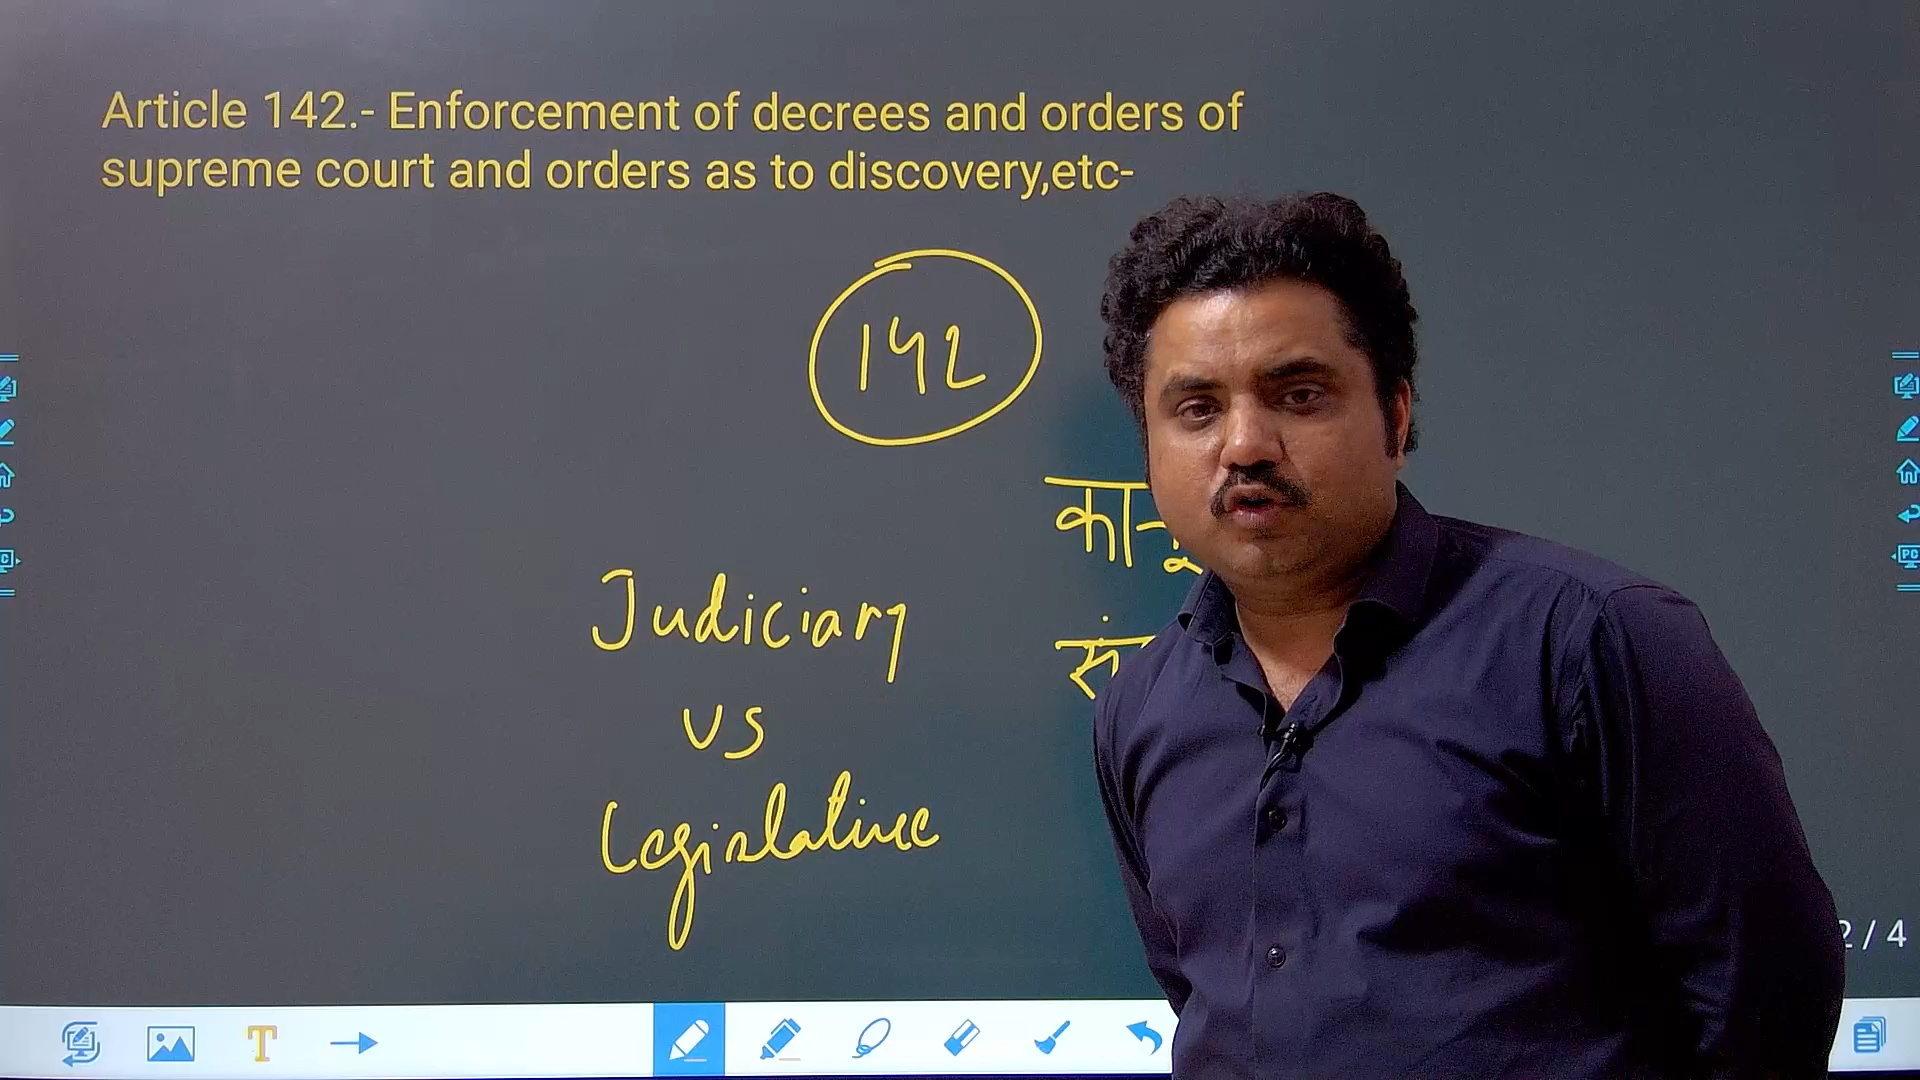 Article 142.- Enforcement of decrees and orders of
supreme court and orders as to discovery,etc-
142
Judiciary
vs
Legislative
2 / 4
T
PC